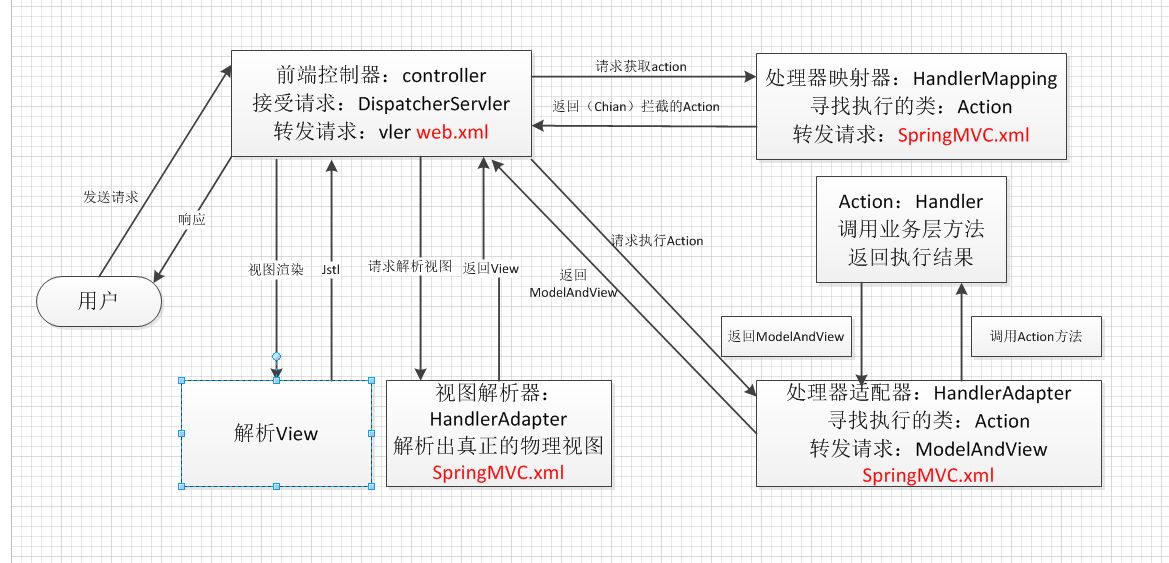 前端控制器：controller
接受请求：DispatcherServler
转发请求：vler web.xml
请求获取action
返回（Chian）拦截的Action
处理器映射器：HandlerMapping
寻找执行的类：Action
转发请求：SpringMVC.xml
发送请求
响应
用户
视图渲染
Jstl
请求解析视图
返回View
返回
ModelAndView
请求执行Action
Action：Handler
调用业务层方法
返回执行结果
返回ModelAndView
调用Action方法
解析View
视图解析器：
HandlerAdapter
解析出真正的物理视图
SpringMVC.xml
处理器适配器：HandlerAdapter
寻找执行的类：Action
转发请求：ModelAndView
SpringMVC.xml